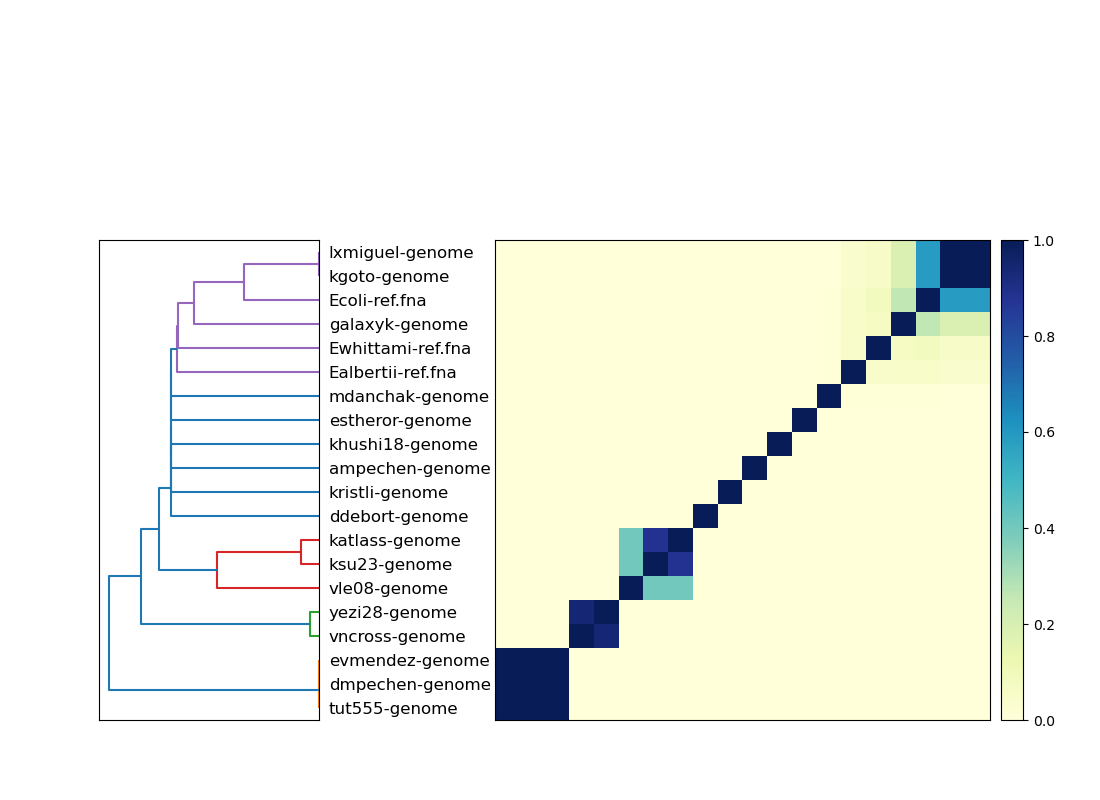 lxmiguel-genome
kgoto-genome
Ecoli-ref.fna
galaxyk-genome
Ewhittami-ref.fna
Ealbertii-ref.fna
mdanchak-genome
estheror-genome
khushi18-genome
ampechen-genome
kristli-genome
ddebort-genome
katlass-genome
ksu23-genome
vle08-genome
yezi28-genome
vncross-genome
evmendez-genome
dmpechen-genome
tut555-genome
1.0
0.8
0.6
0.4
0.2
0.0